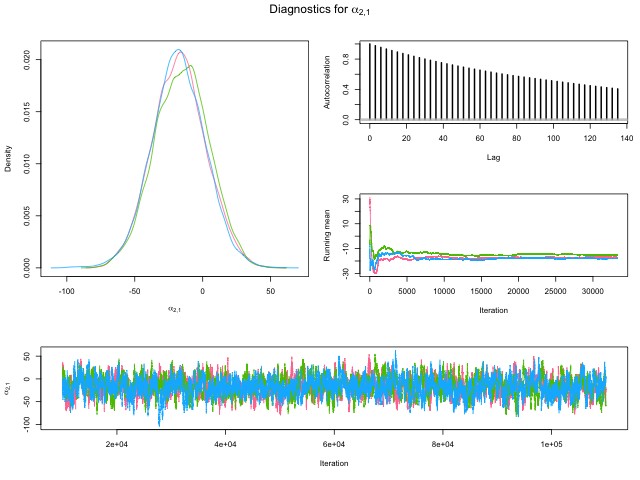 Diagnostics for α2,1
Density
0.000 0.005 0.010 0.015 0.020
-100 -50 0 50
α2,1
Autocorrelation
0.0 0.4 0.8
0 20 40 60 80 100 120 140
Lag
Running mean
-30 -10 10 30
0 5000 10000 15000 20000 25000 30000
Iteration
α2,1
-100 -50 0 50
2e+04 4e+04 6e+04 8e+04 1e+05
Iteration